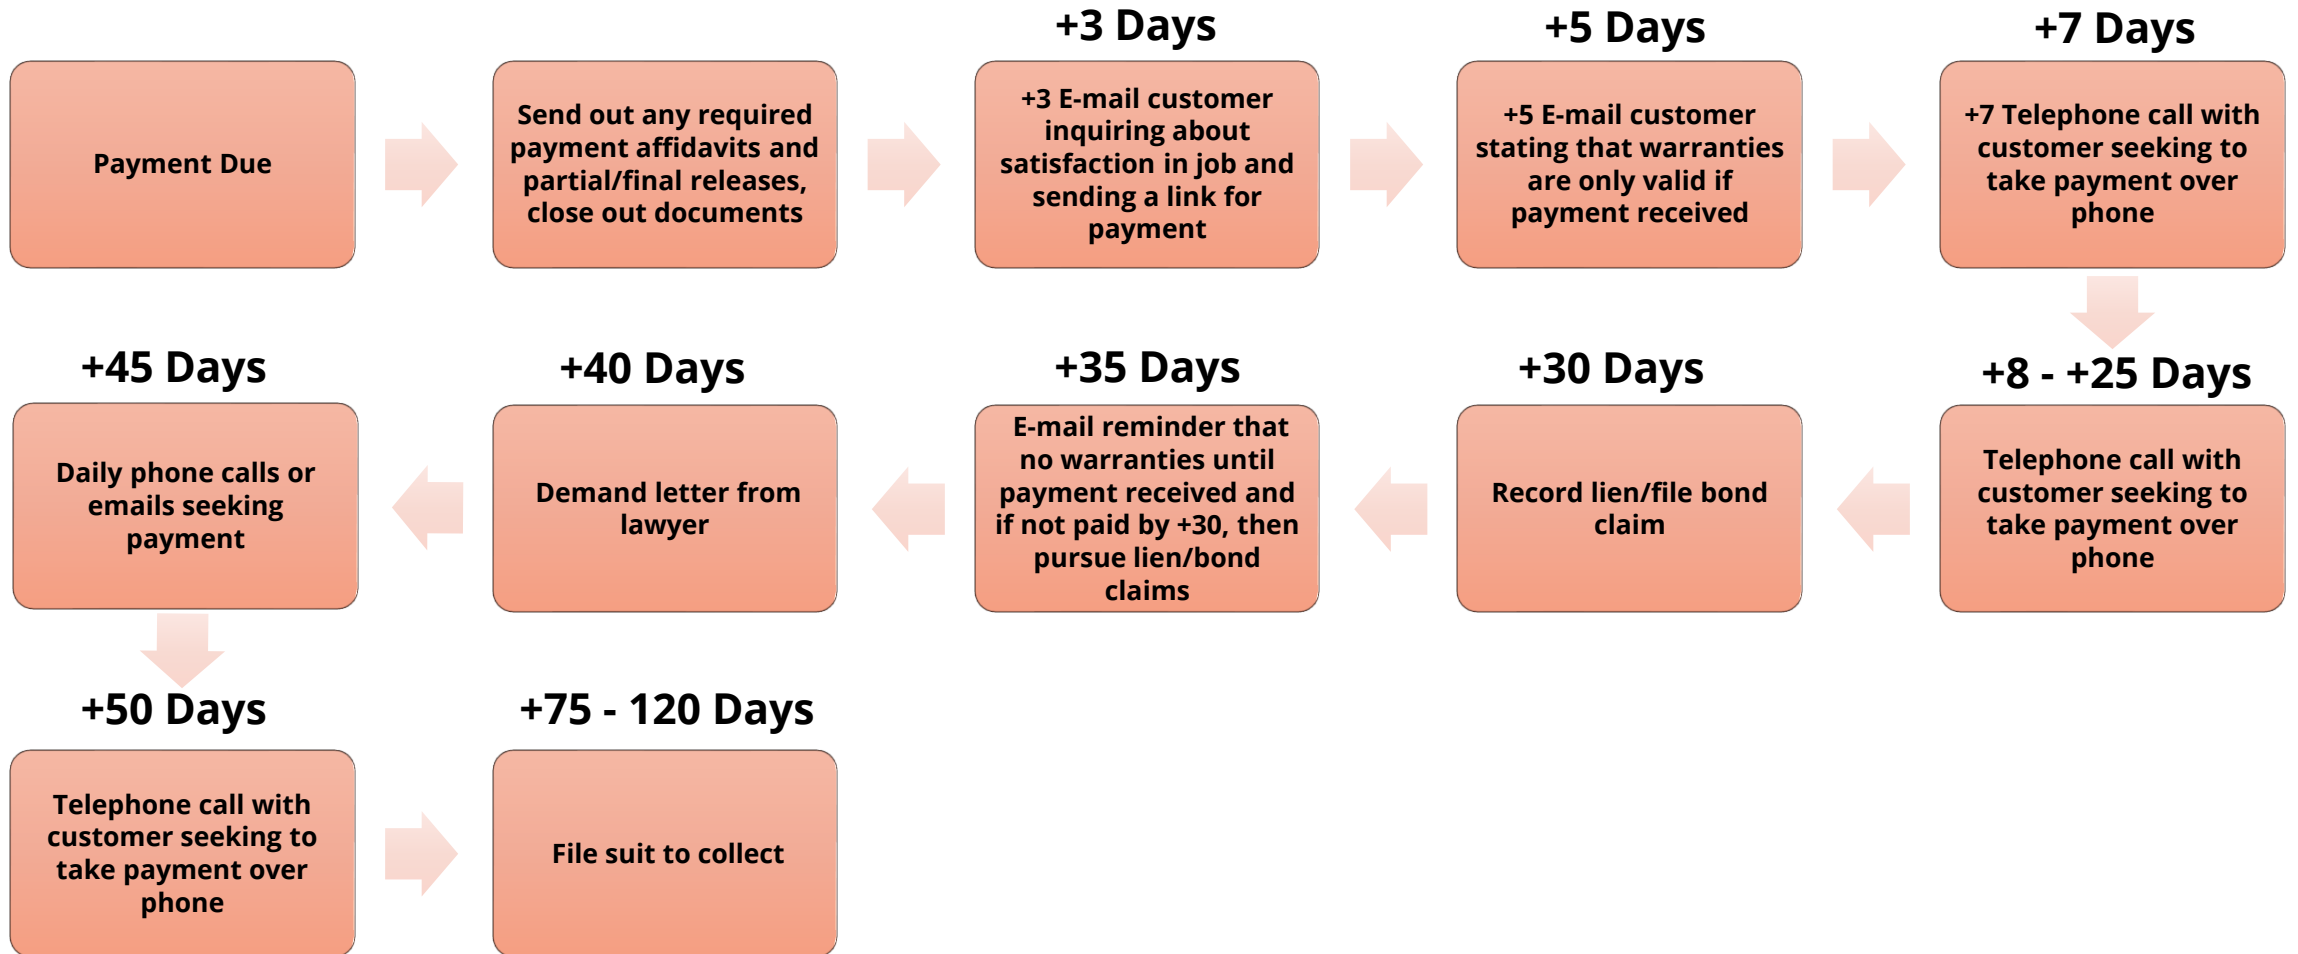 Payment Due
Send out any required
payment affidavits and
partial/final releases,
close out documents
+3 Days
+3 E-mail customer
inquiring about
satisfaction in job and
sending a link for
payment
+5 Days
+5 E-mail customer
stating that warranties
are only valid if
payment received
+7 Days
+7 Telephone call with
customer seeking to
take payment over
phone
+8 - +25 Days
Telephone call with
customer seeking to
take payment over
phone
+30 Days
Record lien/file bond
claim
+35 Days
E-mail reminder that
no warranties until
payment received and
if not paid by +30, then
pursue lien/bond
claims
+40 Days
Demand letter from
lawyer
+45 Days
Daily phone calls or
emails seeking
payment
+50 Days
Telephone call with
customer seeking to
take payment over
phone
+75 - 120 Days
File suit to collect